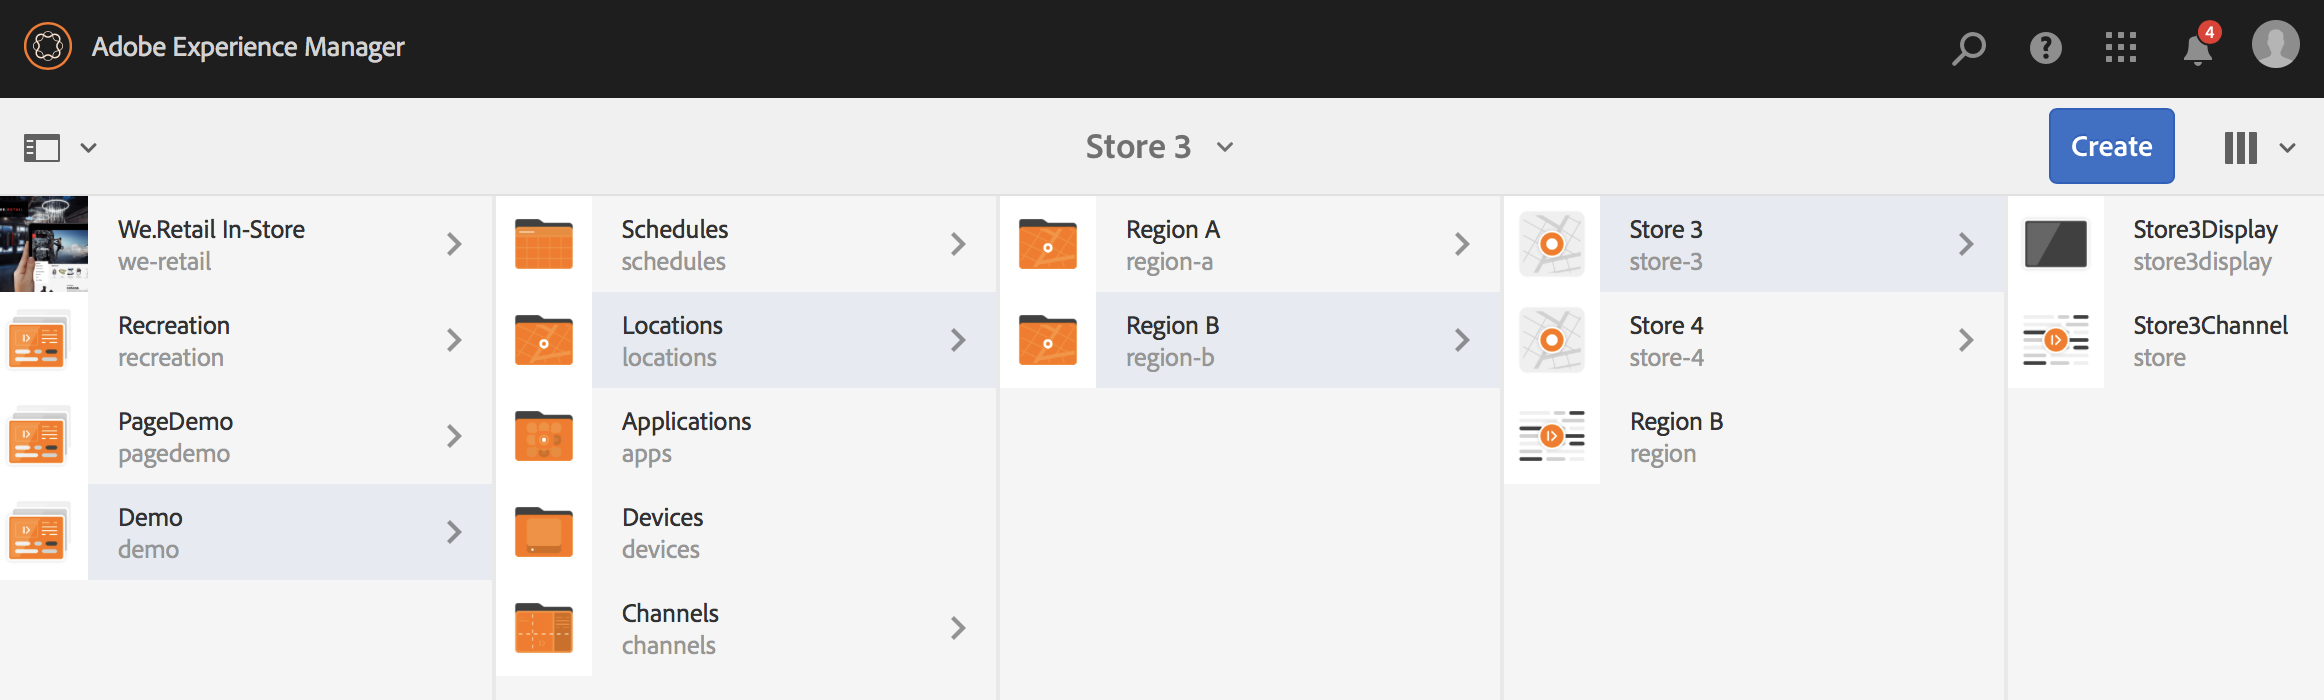 Adobe Experience Manager
4
Store 3
Create
We.Retail In-Store
we-retail
Recreation
recreation
PageDemo
pagedemo
Demo
demo
Schedules
schedules
Locations
locations
Applications
apps
Devices
devices
Channels
channels
Region A
region-a
Region B
region-b
Store 3
store-3
Store 4
store-4
Region B
region
Store3Display
store3display
Store3Channel
store